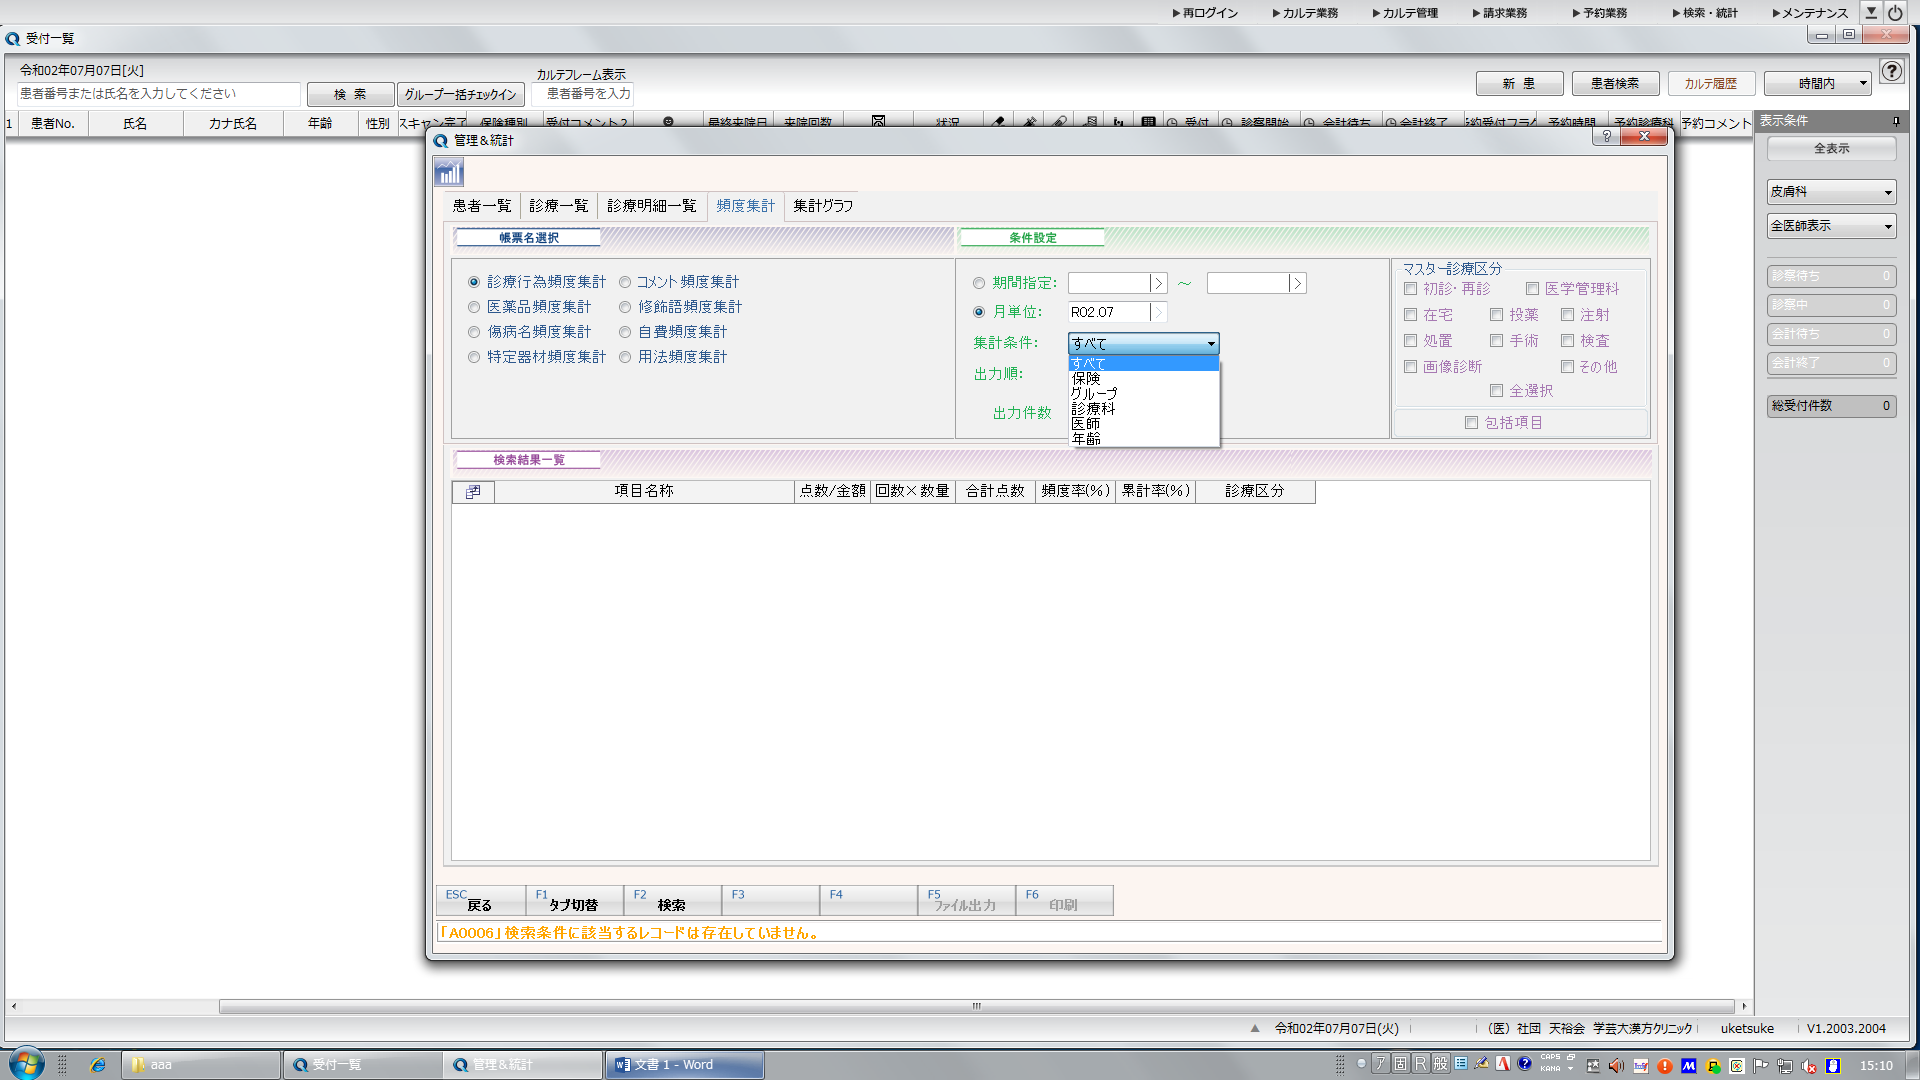 ▶再ログイン ▶カルテ業務 ▶カルテ管理 ▶請求業務 ▶予約業務 ▶検索・統計 ▶メンテナンス
受付一覧
令和02年07月07日[火] カルテフレーム表示
患者番号または氏名を入力してください 検 索 グループ一括チェックイン 患者番号を入力 新 患 患者検索 カルテ履歴 時間内
1 患者No. 氏名 カナ氏名 年齢 性別 スキャン完了 保険種別 受付コメント2 最終来院日 来院回数 状況 受付 診察開始 会計待ち 会計終了 予約時間 予約診療科 予約コメント
表示条件
全表示
皮膚科
全医師表示
診察待ち 0
診察中 0
会計待ち 0
会計終了 0
総受付件数 0
管理&統計
患者一覧 診療一覧 診療明細一覧 頻度集計 集計グラフ
帳票名選択 条件設定
診療行為頻度集計 コメント頻度集計
医薬品頻度集計 修飾語頻度集計
傷病名頻度集計 自費頻度集計
特定器材頻度集計 用法頻度集計
期間指定: ～
月単位: R02.07
集計条件: すべて
出力順:
出力件数
すべて
保険
グループ
診療科
医師
年齢
マスター診療区分
初診・再診 医学管理料
在宅 投薬 注射
処置 手術 検査
画像診断 その他
全選択
包括項目
検索結果一覧
項目名称 点数/金額 回数×数量 合計点数 頻度率(%) 累計率(%) 診療区分
ESC 戻る F1 タブ切替 F2 検索 F3 F4 F5 ファイル出力 F6 印刷
「A0006」検索条件に該当するレコードは存在していません。
令和02年07月07日(火) （医）社団 天裕会 学芸大漢方クリニック uketsuke V1.2003.2004
aaa 受付一覧 管理&統計 文書 1 - Word ア 固 R 般 CAPS KANA 15:10